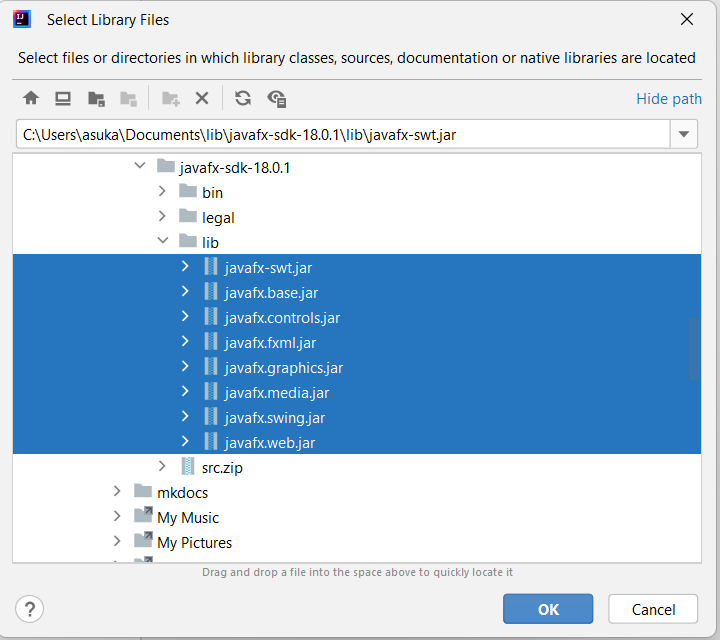 Select Library Files
Select files or directories in which library classes, sources, documentation or native libraries are located
Hide path
C:\Users\asuka\Documents\lib\javafx-sdk-18.0.1\lib\javafx-swt.jar
javafx-sdk-18.0.1
bin
legal
lib
javafx-swt.jar
javafx.base.jar
javafx.controls.jar
javafx.fxml.jar
javafx.graphics.jar
javafx.media.jar
javafx.swing.jar
javafx.web.jar
src.zip
mkdocs
My Music
My Pictures
Drag and drop a file into the space above to quickly locate it
? OK Cancel